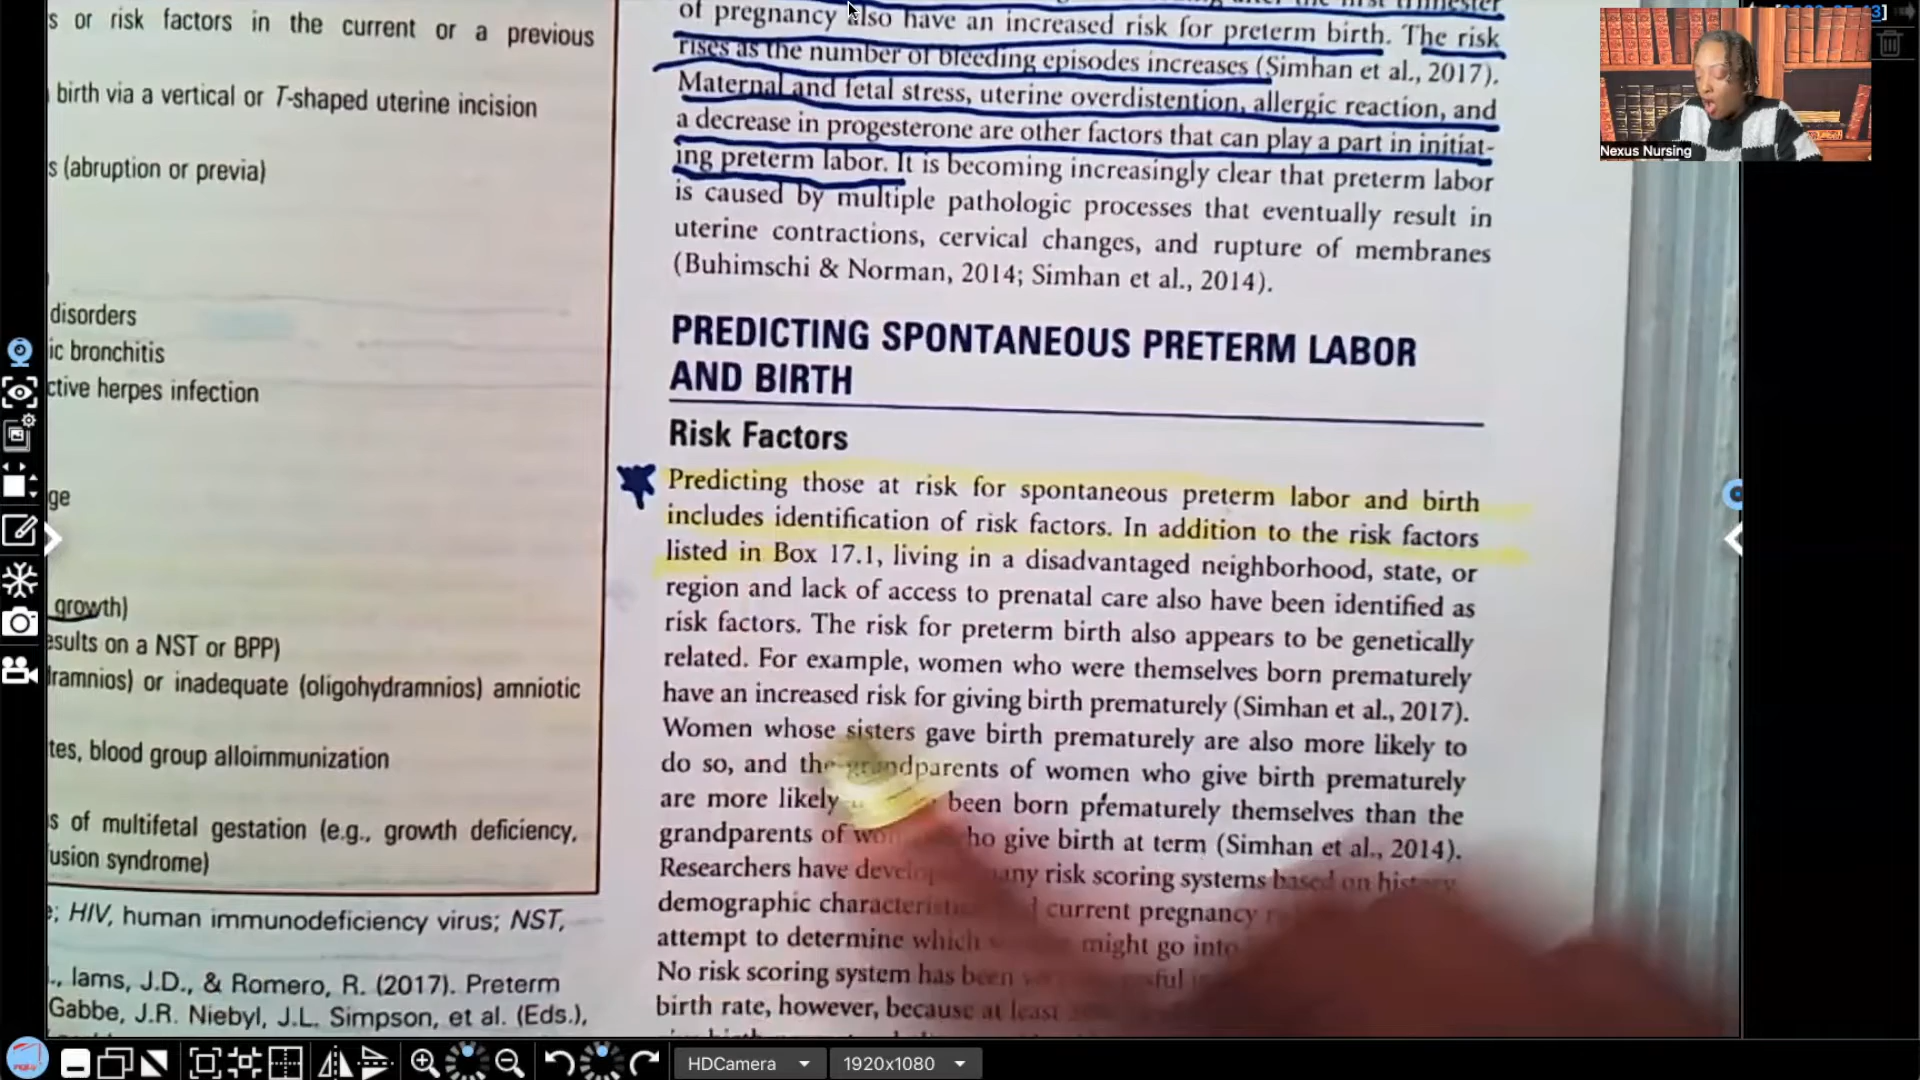 s or risk factors in the current or a previous
birth via a vertical or T-shaped uterine incision
s (abruption or previa)
disorders
ic bronchitis
ctive herpes infection
ge
growth)
esults on a NST or BPP)
dramnios) or inadequate (oligohydramnios) amniotic
tes, blood group alloimmunization
s of multifetal gestation (e.g., growth deficiency,
usion syndrome)
HIV, human immunodeficiency virus; NST,
Iams, J.D., & Romero, R. (2017). Preterm
Gabbe, J.R. Niebyl, J.L. Simpson, et al. (Eds.),
of pregnancy also have an increased risk for preterm birth. The risk
rises as the number of bleeding episodes increases (Simhan et al., 2017).
Maternal and fetal stress, uterine overdistention, allergic reaction, and
a decrease in progesterone are other factors that can play a part in initiat-
ing preterm labor. It is becoming increasingly clear that preterm labor
is caused by multiple pathologic processes that eventually result in
uterine contractions, cervical changes, and rupture of membranes
(Buhimschi & Norman, 2014; Simhan et al., 2014).
PREDICTING SPONTANEOUS PRETERM LABOR
AND BIRTH
Risk Factors
Predicting those at risk for spontaneous preterm labor and birth
includes identification of risk factors. In addition to the risk factors
listed in Box 17.1, living in a disadvantaged neighborhood, state, or
region and lack of access to prenatal care also have been identified as
risk factors. The risk for preterm birth also appears to be genetically
related. For example, women who were themselves born prematurely
have an increased risk for giving birth prematurely (Simhan et al., 2017).
Women whose sisters gave birth prematurely are also more likely to
do so, and the grandparents of women who give birth prematurely
are more likely been born prematurely themselves than the
grandparents of who give birth at term (Simhan et al., 2014).
Researchers have many risk scoring systems based on history,
demographic current pregnancy
attempt to determine which might go into
No risk scoring system has been
birth rate, however, because at least
Nexus Nursing
HDCamera
1920x1080